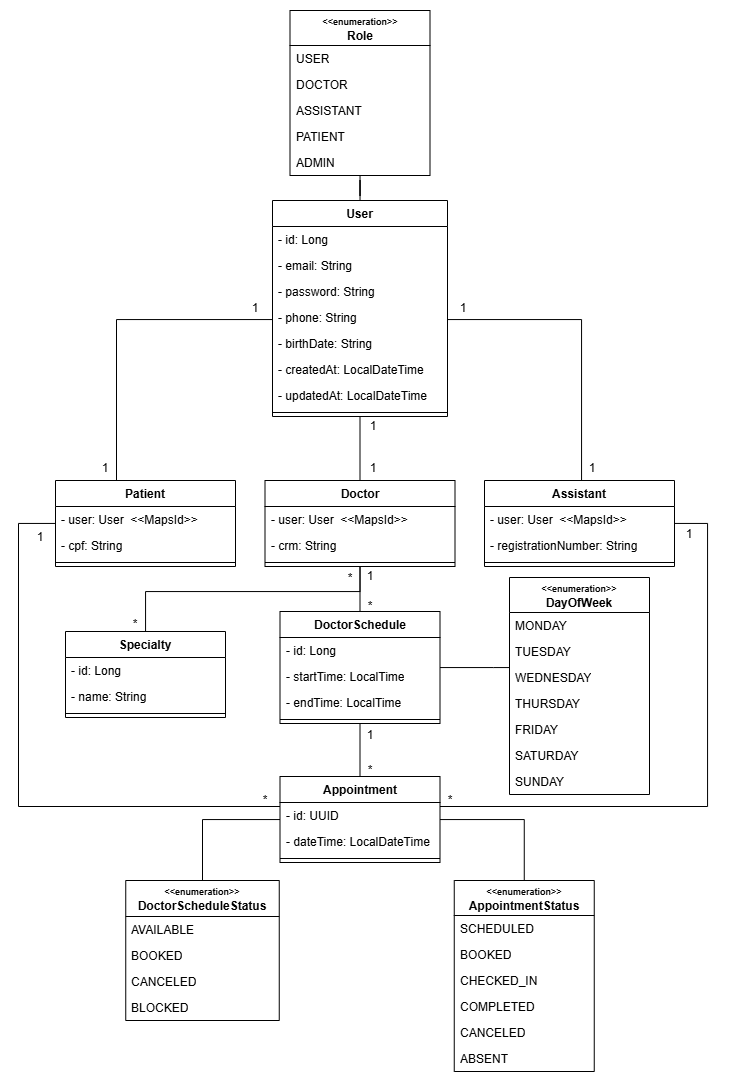 <<enumeration>>
Role
USER
DOCTOR
ASSISTANT
PATIENT
ADMIN
User
- id: Long
- email: String
- password: String
- phone: String
- birthDate: String
- createdAt: LocalDateTime
- updatedAt: LocalDateTime
1
1
1
1
1
1
Patient
- user: User <<MapsId>>
- cpf: String
Doctor
- user: User <<MapsId>>
- crm: String
Assistant
- user: User <<MapsId>>
- registrationNumber: String
1
1
* 1
*
*
Specialty
- id: Long
- name: String
DoctorSchedule
- id: Long
- startTime: LocalTime
- endTime: LocalTime
<<enumeration>>
DayOfWeek
MONDAY
TUESDAY
WEDNESDAY
THURSDAY
FRIDAY
SATURDAY
SUNDAY
1
*
*
*
Appointment
- id: UUID
- dateTime: LocalDateTime
<<enumeration>>
DoctorScheduleStatus
AVAILABLE
BOOKED
CANCELED
BLOCKED
<<enumeration>>
AppointmentStatus
SCHEDULED
BOOKED
CHECKED_IN
COMPLETED
CANCELED
ABSENT